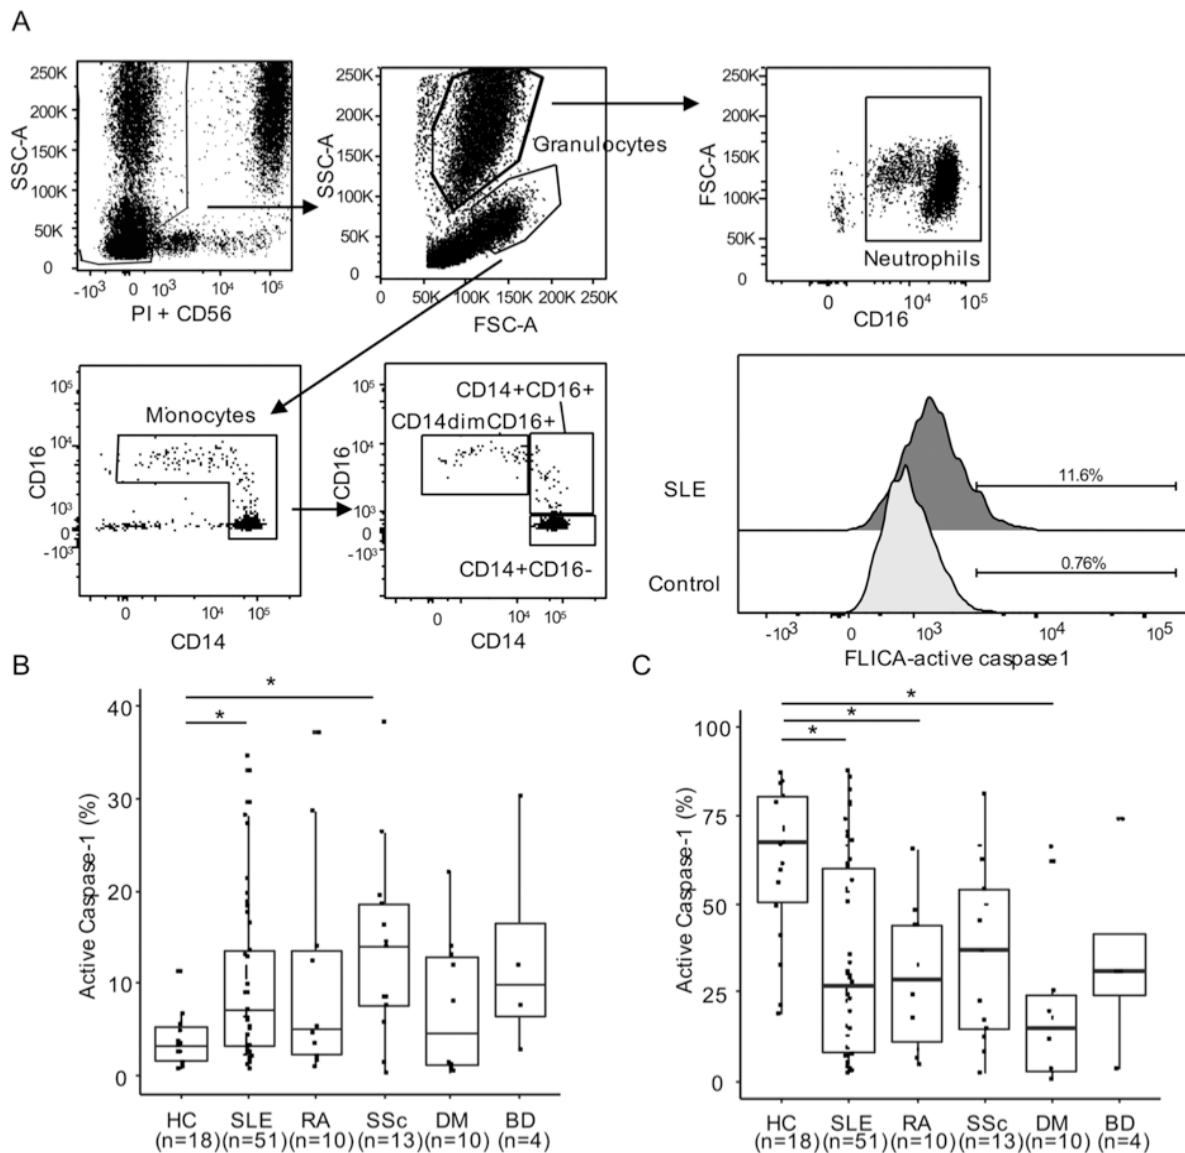 A
250K
200K
150K
100K
50K
0
SSC-A
-10³ 0 10³ 10⁴ 10⁵
PI + CD56
250K
200K
150K
100K
50K
0
SSC-A
Granulocytes
0 50K 100K 150K 200K 250K
FSC-A
250K
200K
150K
100K
50K
0
FSC-A
Neutrophils
0 10⁴ 10⁵
CD16
10⁵
10⁴
10³
0
-10³
CD16
Monocytes
0 10⁴ 10⁵
CD14
10⁵
10⁴
10³
0
-10³
CD16
CD14+CD16+
CD14dimCD16+
CD14+CD16-
0 10⁴ 10⁵
CD14
SLE
11.6%
Control
0.76%
-10³ 0 10³ 10⁴ 10⁵
FLICA-active caspase1
B
40
30
20
10
0
Active Caspase-1 (%)
*
*
HC SLE RA SSc DM BD
(n=18) (n=51) (n=10) (n=13) (n=10) (n=4)
C
100
75
50
25
0
Active Caspase-1 (%)
*
*
*
HC SLE RA SSc DM BD
(n=18) (n=51) (n=10) (n=13) (n=10) (n=4)